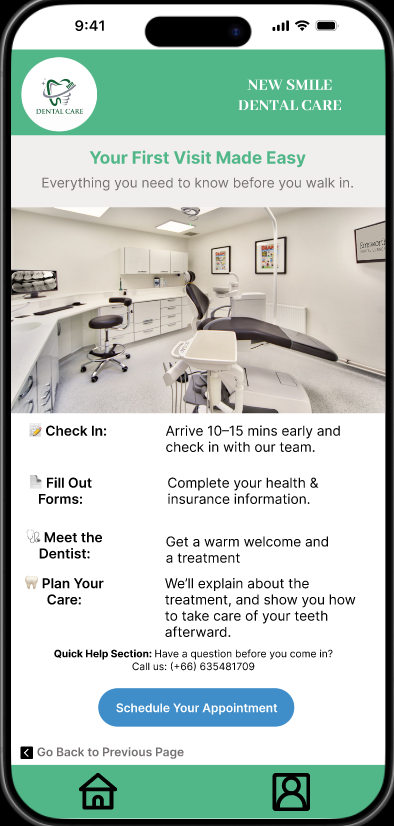 9:41
DENTAL CARE
NEW SMILE
DENTAL CARE
Your First Visit Made Easy
Everything you need to know before you walk in.
Check In:
Arrive 10–15 mins early and
check in with our team.
Fill Out
Forms:
Complete your health &
insurance information.
Meet the
Dentist:
Get a warm welcome and
a treatment
Plan Your
Care:
We'll explain about the
treatment, and show you how
to take care of your teeth
afterward.
Quick Help Section: Have a question before you come in?
Call us: (+66) 635481709
Schedule Your Appointment
Go Back to Previous Page